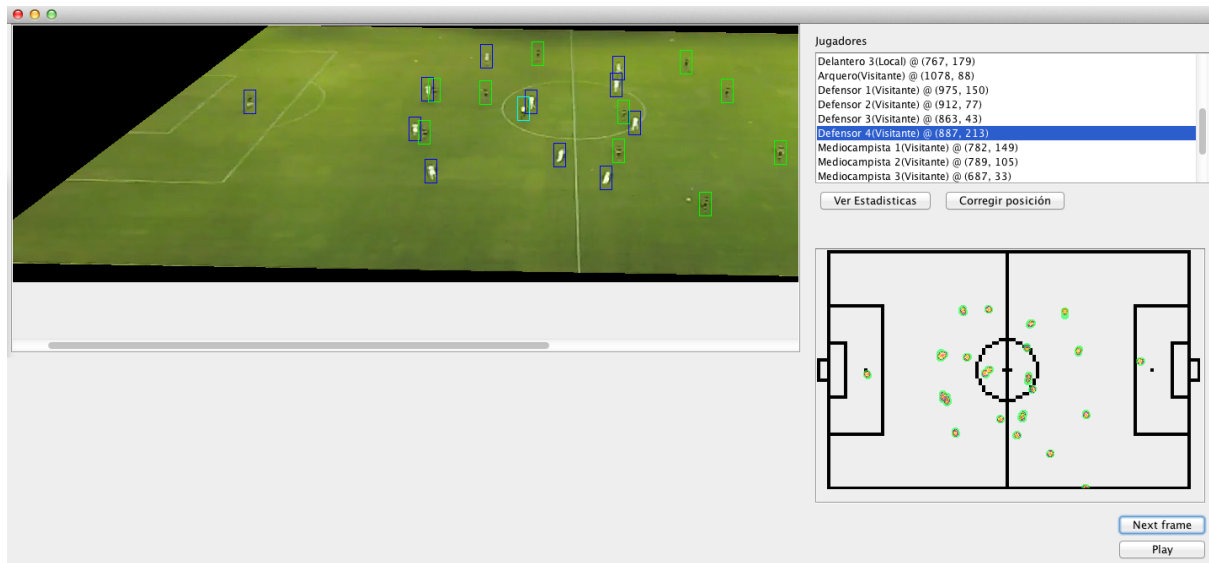 Jugadores
Delantero 3(Local) @ (767, 179)
Arquero(Visitante) @ (1078, 88)
Defensor 1(Visitante) @ (975, 150)
Defensor 2(Visitante) @ (912, 77)
Defensor 3(Visitante) @ (863, 43)
Defensor 4(Visitante) @ (887, 213)
Mediocampista 1(Visitante) @ (782, 149)
Mediocampista 2(Visitante) @ (789, 105)
Mediocampista 3(Visitante) @ (687, 33)
Ver Estadisticas
Corregir posición
Next frame
Play